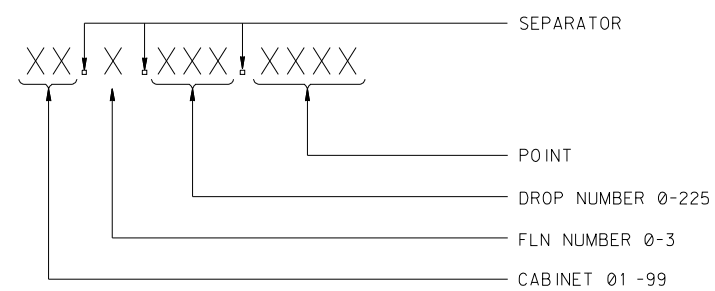 SEPARATOR
XX.X.XXX.XXXX
POINT
DROP NUMBER 0-225
FLN NUMBER 0-3
CABINET 01-99